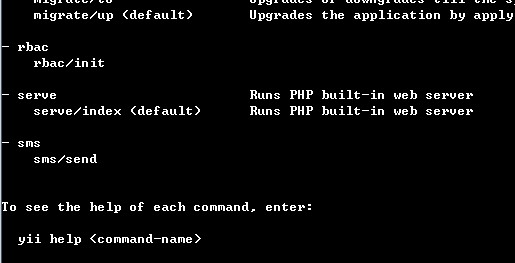 migrate/to Upgrades or downgrades till the s
migrate/up (default) Upgrades the application by apply
- rbac
rbac/init
- serve Runs PHP built-in web server
serve/index (default) Runs PHP built-in web server
- sms
sms/send
To see the help of each command, enter:
yii help <command-name>